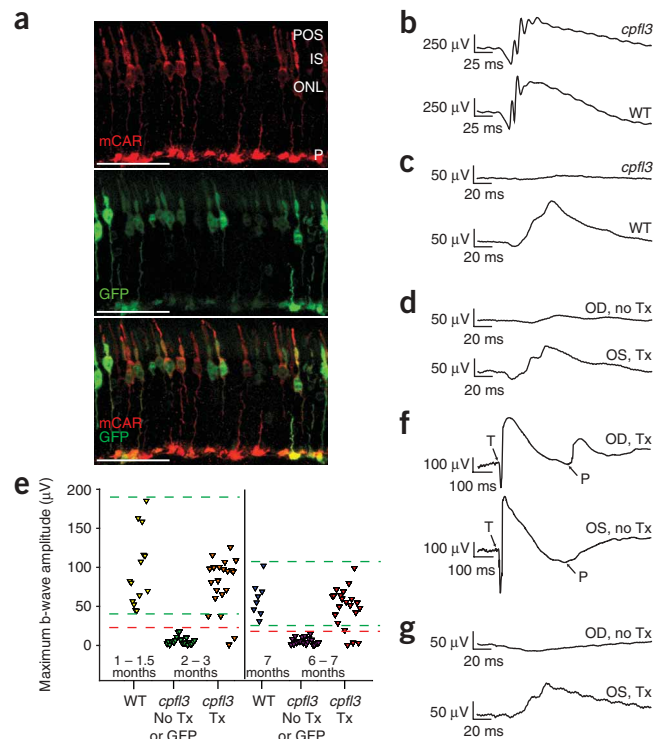 a
POS
IS
ONL
mCAR
P
GFP
mCAR
GFP
b
cpfl3
250 µV
25 ms
WT
250 µV
25 ms
c
cpfl3
50 µV
20 ms
WT
50 µV
20 ms
d
OD, no Tx
50 µV
20 ms
OS, Tx
50 µV
20 ms
e
Maximum b-wave amplitude (µV)
200
150
100
50
0
1 – 1.5
months
2 – 3
months
7
months
6 – 7
months
WT
cpfl3
No Tx
or GFP
cpfl3
Tx
WT
cpfl3
No Tx
or GFP
cpfl3
Tx
f
OD, Tx
T
P
100 µV
100 ms
OS, no Tx
T
P
100 µV
100 ms
g
OD, no Tx
50 µV
20 ms
OS, Tx
50 µV
20 ms